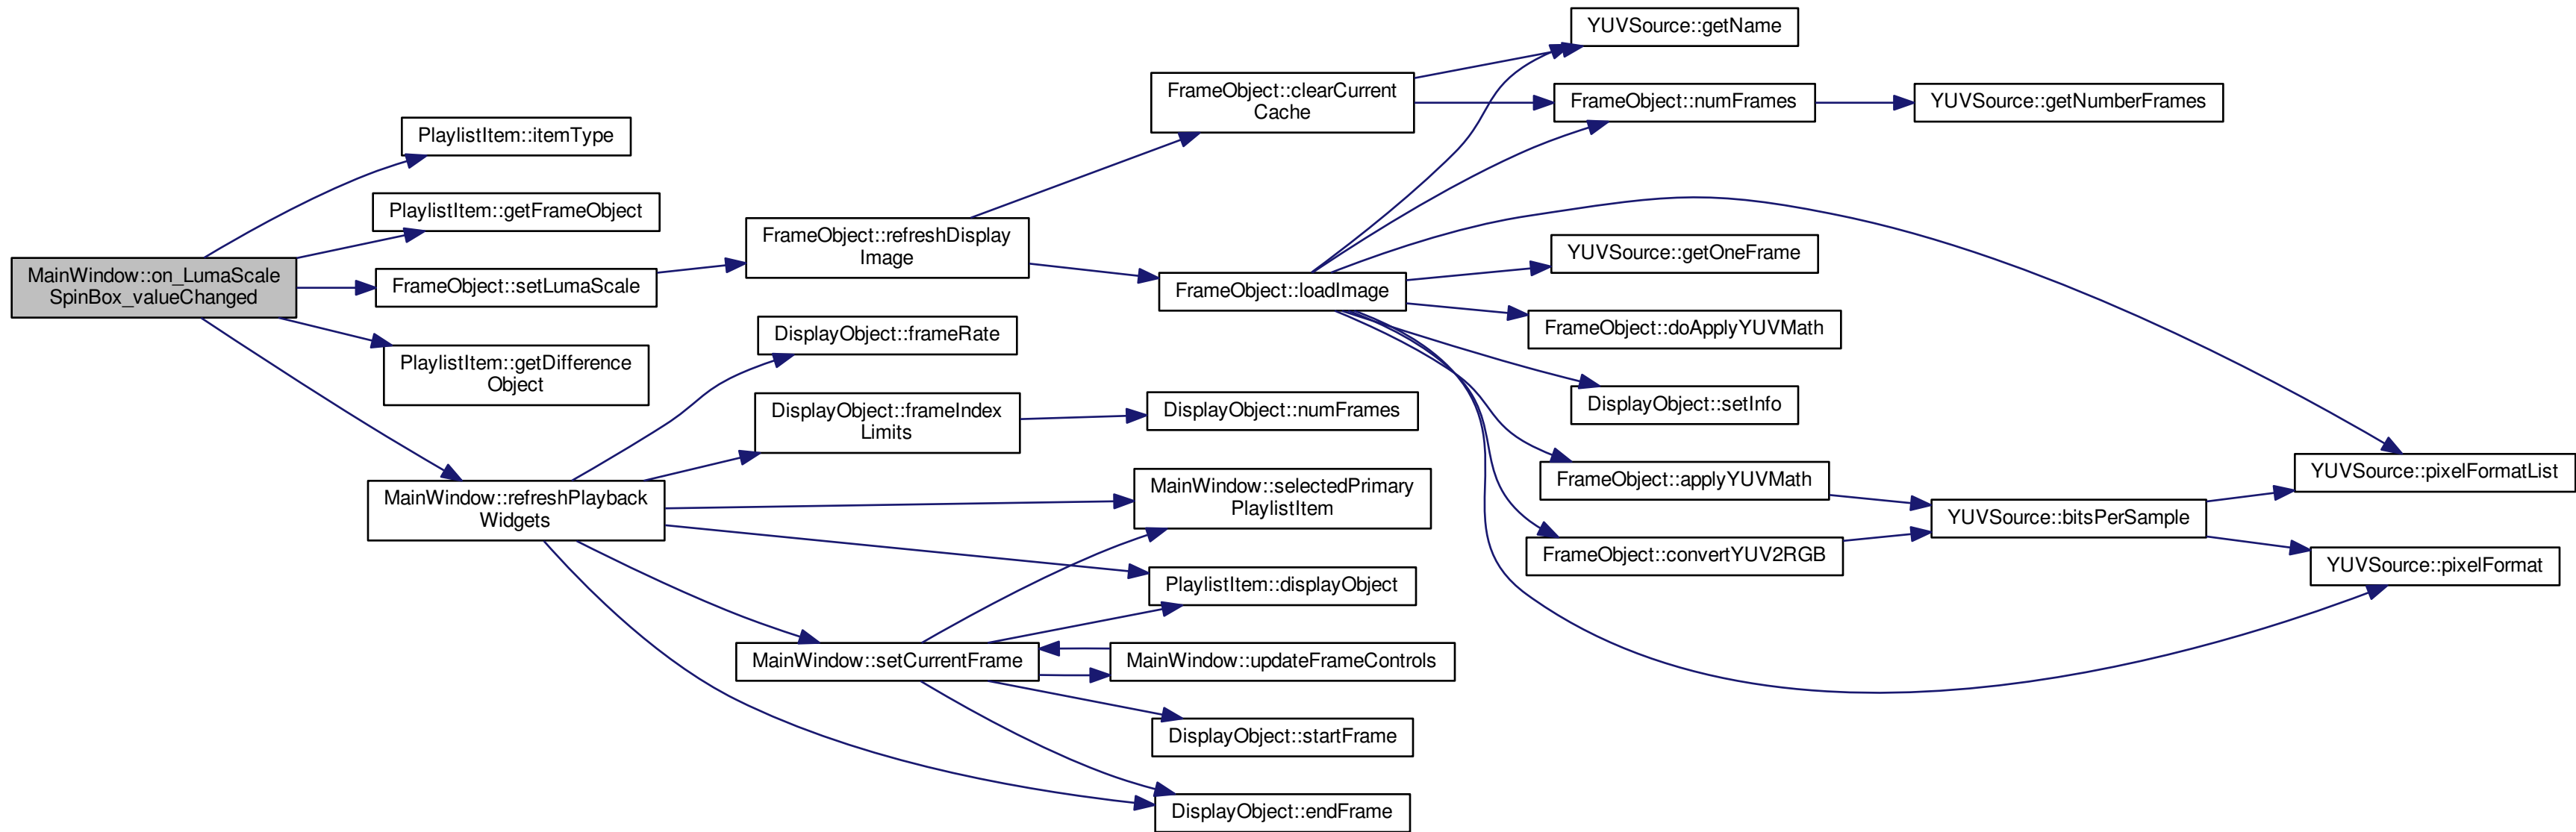 MainWindow::on_LumaScale
SpinBox_valueChanged
PlaylistItem::itemType
PlaylistItem::getFrameObject
FrameObject::setLumaScale
PlaylistItem::getDifference
Object
MainWindow::refreshPlayback
Widgets
FrameObject::refreshDisplay
Image
DisplayObject::frameRate
DisplayObject::frameIndex
Limits
MainWindow::setCurrentFrame
FrameObject::clearCurrent
Cache
FrameObject::loadImage
DisplayObject::numFrames
MainWindow::selectedPrimary
PlaylistItem
PlaylistItem::displayObject
MainWindow::updateFrameControls
DisplayObject::startFrame
DisplayObject::endFrame
YUVSource::getName
FrameObject::numFrames
YUVSource::getOneFrame
FrameObject::doApplyYUVMath
DisplayObject::setInfo
FrameObject::applyYUVMath
FrameObject::convertYUV2RGB
YUVSource::getNumberFrames
YUVSource::bitsPerSample
YUVSource::pixelFormatList
YUVSource::pixelFormat